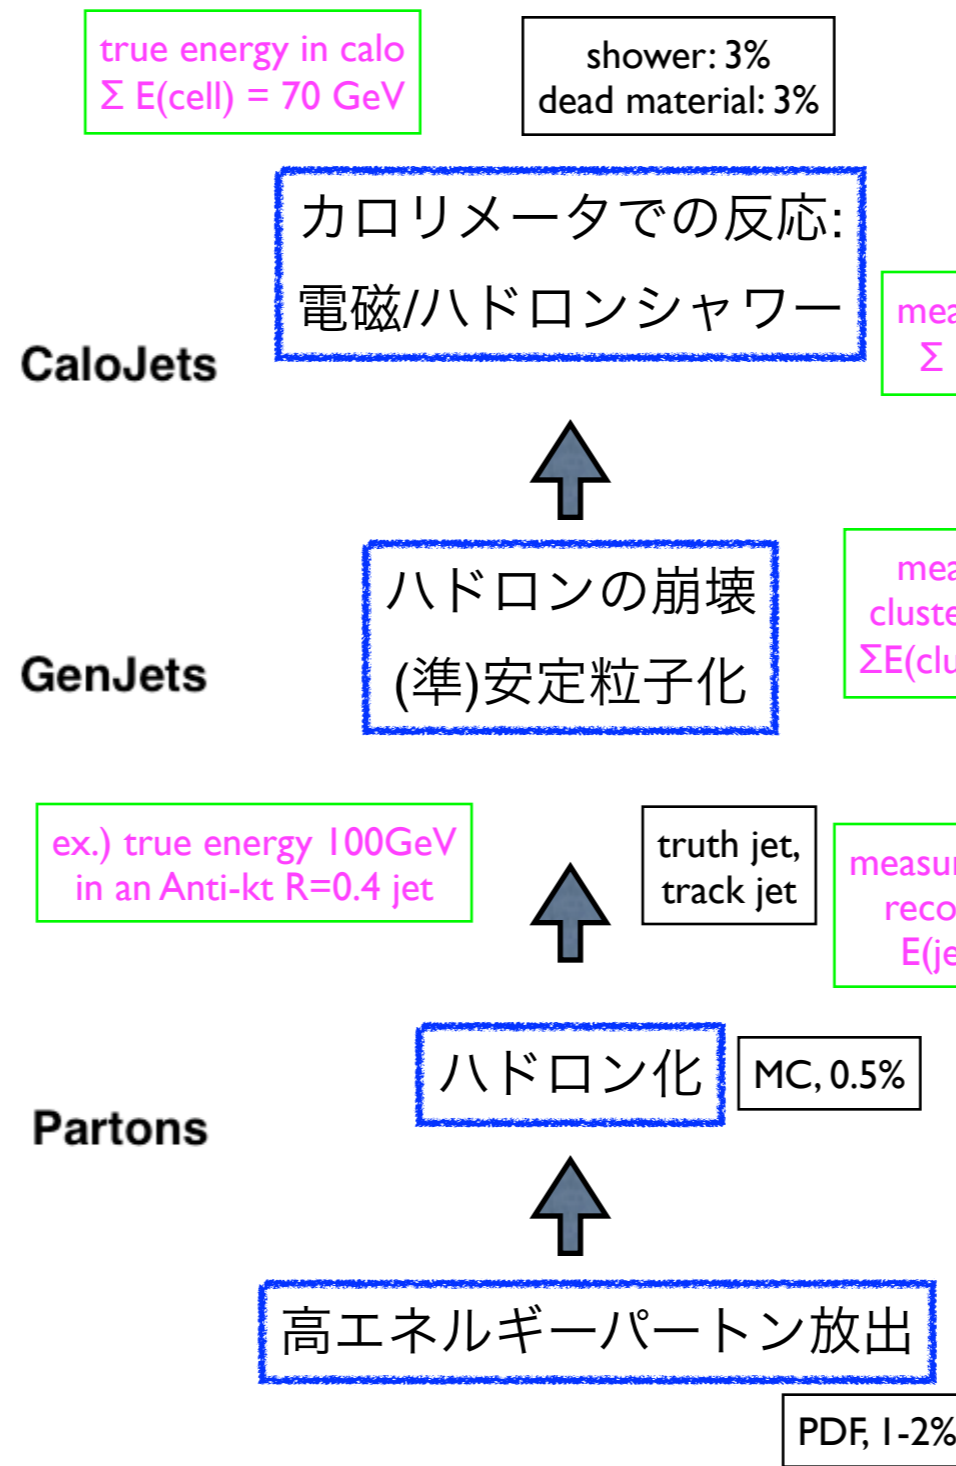 true energy in calo
Σ E(cell) = 70 GeV
shower: 3%
dead material: 3%
カロリメータでの反応:
電磁/ハドロンシャワー
Σ
CaloJets
ハドロンの崩壊
(準)安定粒子化
GenJets
ex.) true energy 100GeV
in an Anti-kt R=0.4 jet
truth jet,
track jet
ハドロン化
MC, 0.5%
Partons
高エネルギーパートン放出
PDF, 1-2%